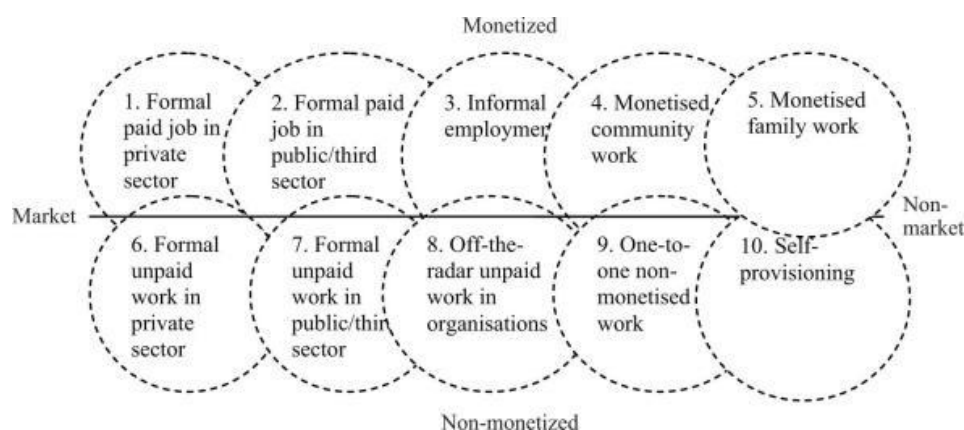 Monetized
1. Formal
paid job in
private
sector
2. Formal paid
job in
public/third
sector
3. Informal
employmer
4. Monetised
community
work
5. Monetised
family work
Market
Non-
market
6. Formal
unpaid
work in
private
sector
7. Formal
unpaid
work in
public/thir
sector
8. Off-the-
radar unpaid
work in
organisations
9. One-to-
one non-
monetised
work
10. Self-
provisioning
Non-monetized